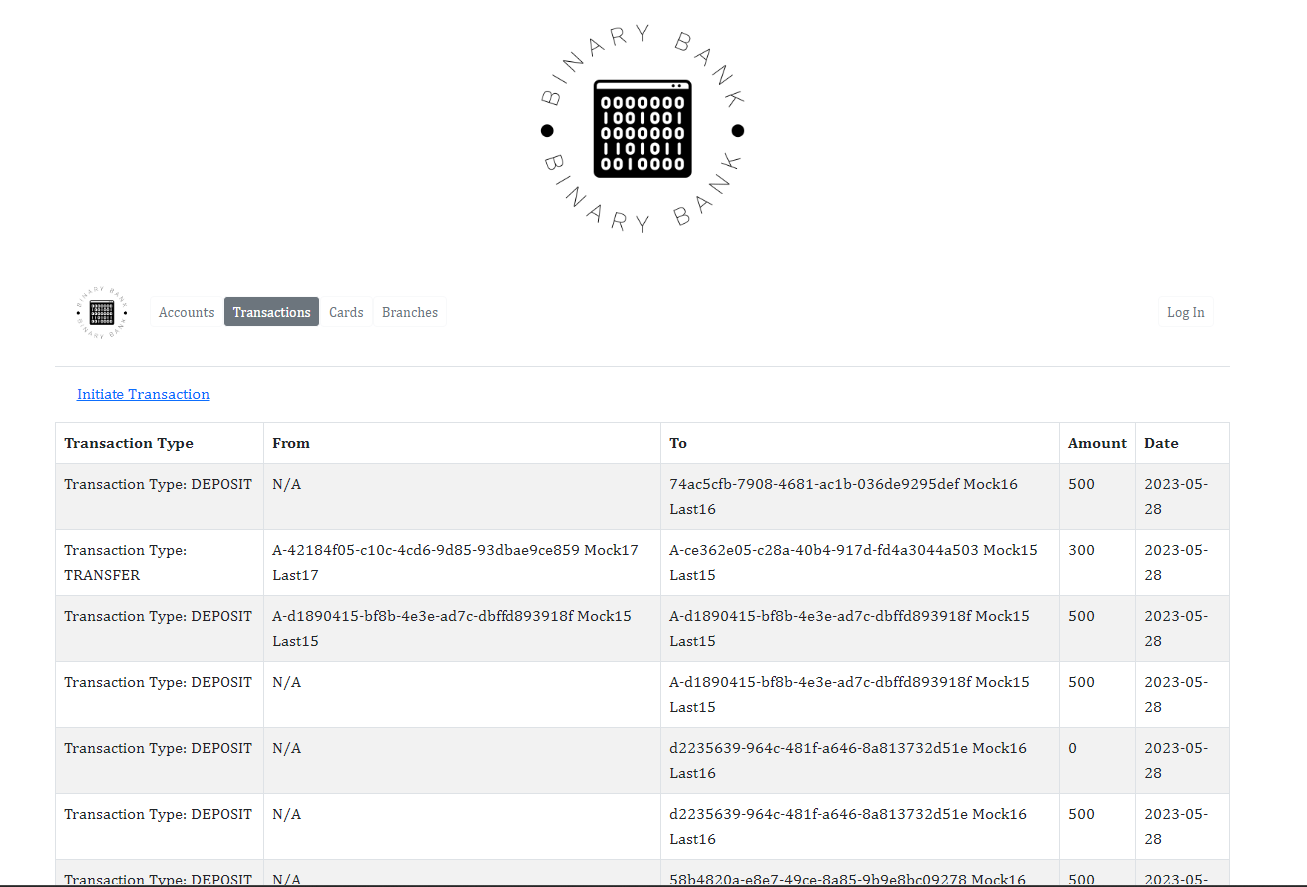 BINARY BANK
0000000
1001001
0000000
1101011
0010000
BINARY BANK
Accounts Transactions Cards Branches Log In
Initiate Transaction
Transaction Type From To Amount Date
Transaction Type: DEPOSIT N/A 74ac5cfb-7908-4681-ac1b-036de9295def Mock16 500 2023-05-
Last16 28
Transaction Type: A-42184f05-c10c-4cd6-9d85-93dbae9ce859 Mock17 A-ce362e05-c28a-40b4-917d-fd4a3044a503 Mock15 300 2023-05-
TRANSFER Last17 Last15 28
Transaction Type: DEPOSIT A-d1890415-bf8b-4e3e-ad7c-dbffd893918f Mock15 A-d1890415-bf8b-4e3e-ad7c-dbffd893918f Mock15 500 2023-05-
Last15 Last15 28
Transaction Type: DEPOSIT N/A A-d1890415-bf8b-4e3e-ad7c-dbffd893918f Mock15 500 2023-05-
Last15 28
Transaction Type: DEPOSIT N/A d2235639-964c-481f-a646-8a813732d51e Mock16 0 2023-05-
Last16 28
Transaction Type: DEPOSIT N/A d2235639-964c-481f-a646-8a813732d51e Mock16 500 2023-05-
Last16 28
Transaction Type: DEPOSIT N/A 58b4820a-e8e7-49ce-8a85-9b9e8bc09278 Mock16 500 2023-05-